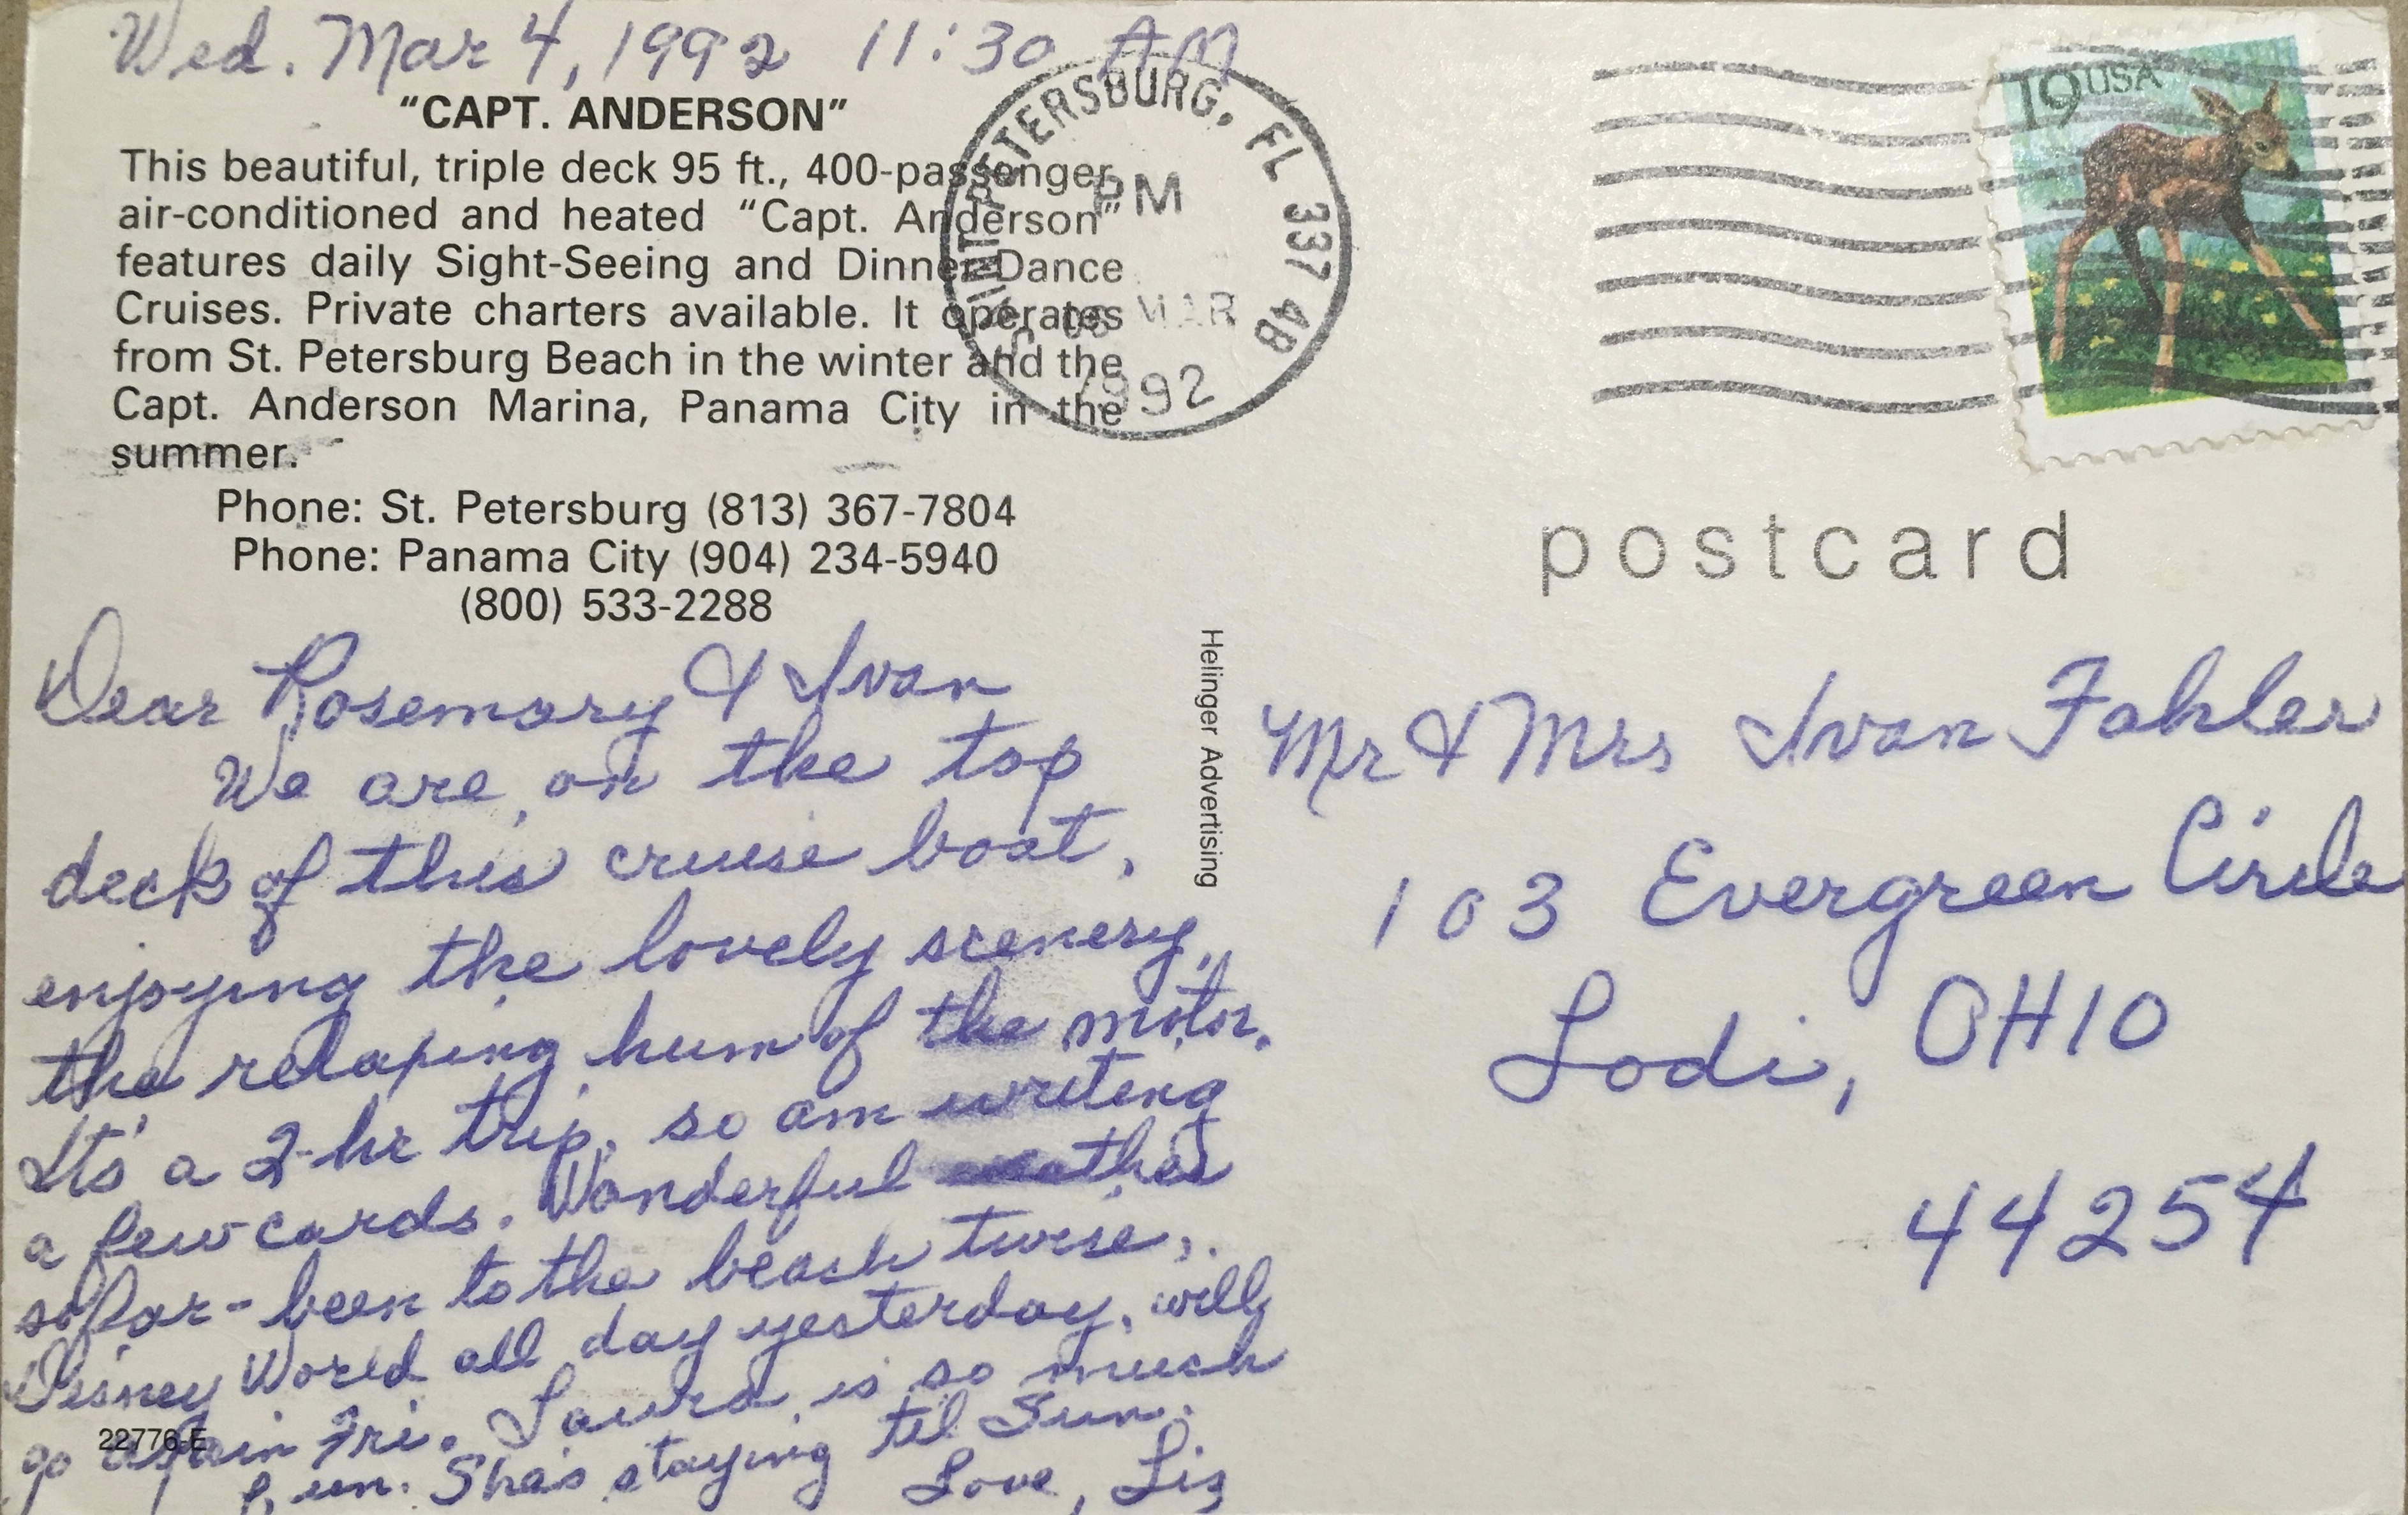 Wed. Mar 4, 1992 11:30 AM
"CAPT. ANDERSON"
This beautiful, triple deck 95 ft., 400-passenger
air-conditioned and heated "Capt. Anderson"
features daily Sight-Seeing and Dinner Dance
Cruises. Private charters available. It operates
from St. Petersburg Beach in the winter and the
Capt. Anderson Marina, Panama City in the
summer.
Phone: St. Petersburg (813) 367-7804
Phone: Panama City (904) 234-5940
(800) 533-2288
Dear Rosemary & Ivan
We are on the top
deck of this cruise boat,
enjoying the lovely scenery,
the relaxing hum of the motor.
It's a 2-hr trip, so am writing
a few cards. Wonderful weather
so far - been to the beach twice,
Disney World all day yesterday, will
go again Fri. Laura is so much
fun. She's staying til Sun.
Love, Liz
22776-E
Helinger Advertising
SAINT PETERSBURG, FL 337 4B
PM
MAR
1992
19 USA
postcard
Mr & Mrs Ivan Fahler
103 Evergreen Circle
Lodi, OHIO
44254